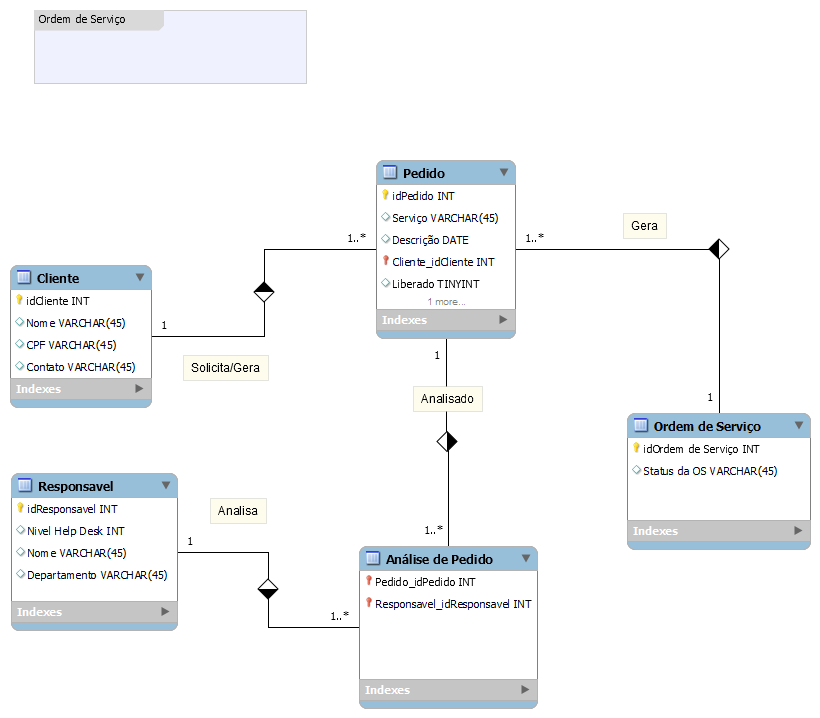 Ordem de Serviço
Pedido
idPedido INT
Serviço VARCHAR(45)
Descrição DATE
Cliente_idCliente INT
Liberado TINYINT
1 more...
Indexes
1..*
1..*
Gera
Cliente
idCliente INT
Nome VARCHAR(45)
CPF VARCHAR(45)
Contato VARCHAR(45)
Indexes
1
Solicita/Gera
1
Analisado
1..*
1
Ordem de Serviço
idOrdem de Serviço INT
Status da OS VARCHAR(45)
Indexes
Responsavel
idResponsavel INT
Nivel Help Desk INT
Nome VARCHAR(45)
Departamento VARCHAR(45)
Indexes
Analisa
1
1..*
Análise de Pedido
Pedido_idPedido INT
Responsavel_idResponsavel INT
Indexes